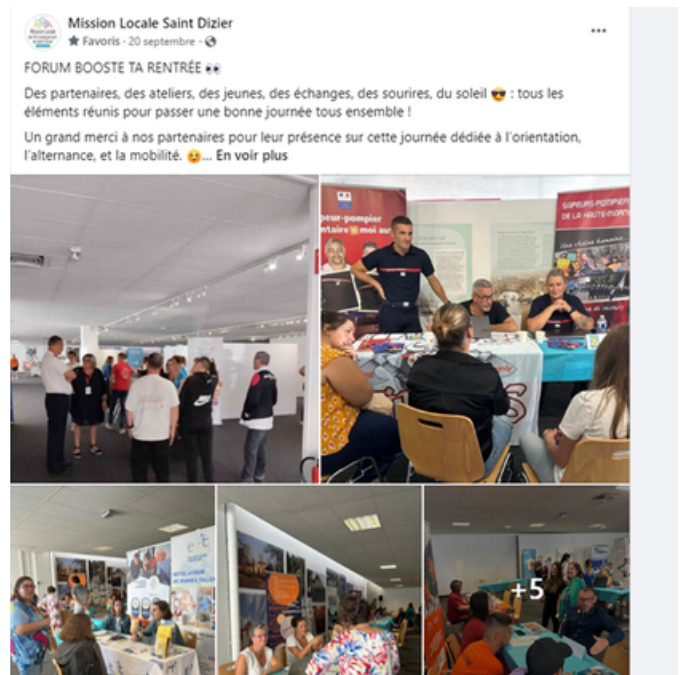 Mission Locale Saint Dizier
Favoris · 20 septembre ·
FORUM BOOSTE TA RENTRÉE 👀
Des partenaires, des ateliers, des jeunes, des échanges, des sourires, du soleil 😎 : tous les
éléments réunis pour passer une bonne journée tous ensemble !
Un grand merci à nos partenaires pour leur présence sur cette journée dédiée à l'orientation,
l'alternance, et la mobilité. 😉... En voir plus
SAPEURS-POMPIERS
DE LA HAUTE-MARNE
Une chaîne humaine
+5